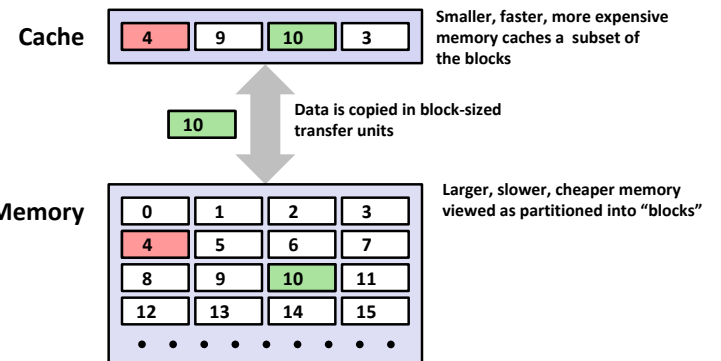 Cache
4 9 10 3
Smaller, faster, more expensive
memory caches a subset of
the blocks
10
Data is copied in block-sized
transfer units
Memory
Larger, slower, cheaper memory
viewed as partitioned into “blocks”
0 1 2 3
4 5 6 7
8 9 10 11
12 13 14 15